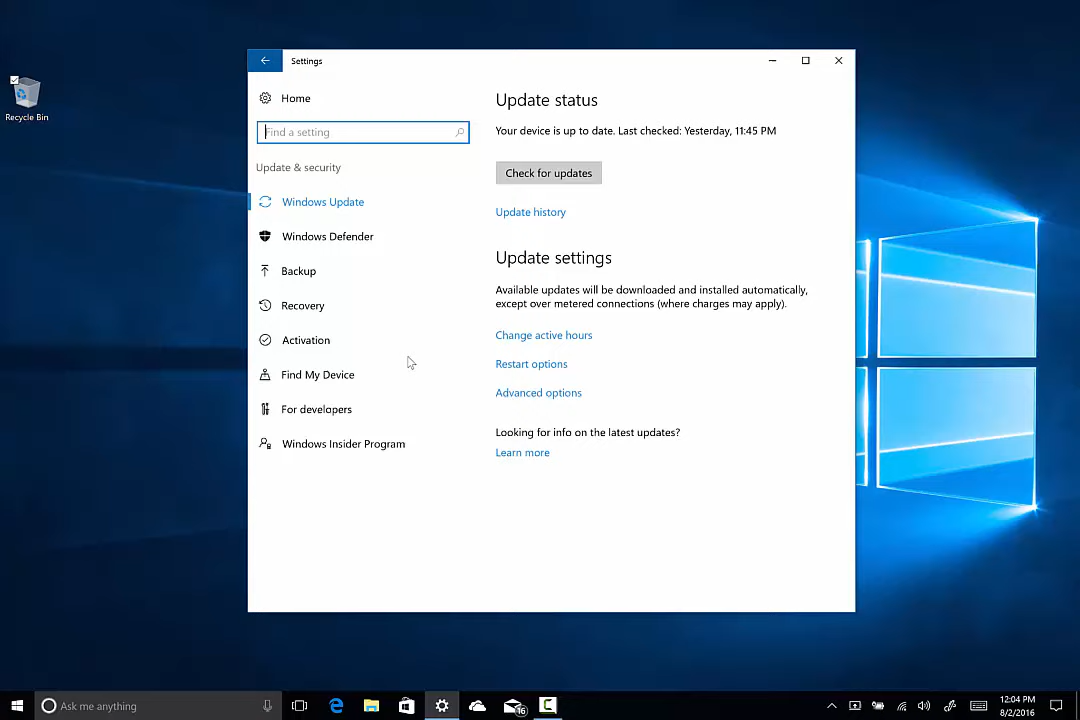 Recycle Bin
Settings
Home
Find a setting
Update & security
Windows Update
Windows Defender
Backup
Recovery
Activation
Find My Device
For developers
Windows Insider Program
Update status
Your device is up to date. Last checked: Yesterday, 11:45 PM
Check for updates
Update history
Update settings
Available updates will be downloaded and installed automatically,
except over metered connections (where charges may apply).
Change active hours
Restart options
Advanced options
Looking for info on the latest updates?
Learn more
Ask me anything
16
12:04 PM
8/2/2016